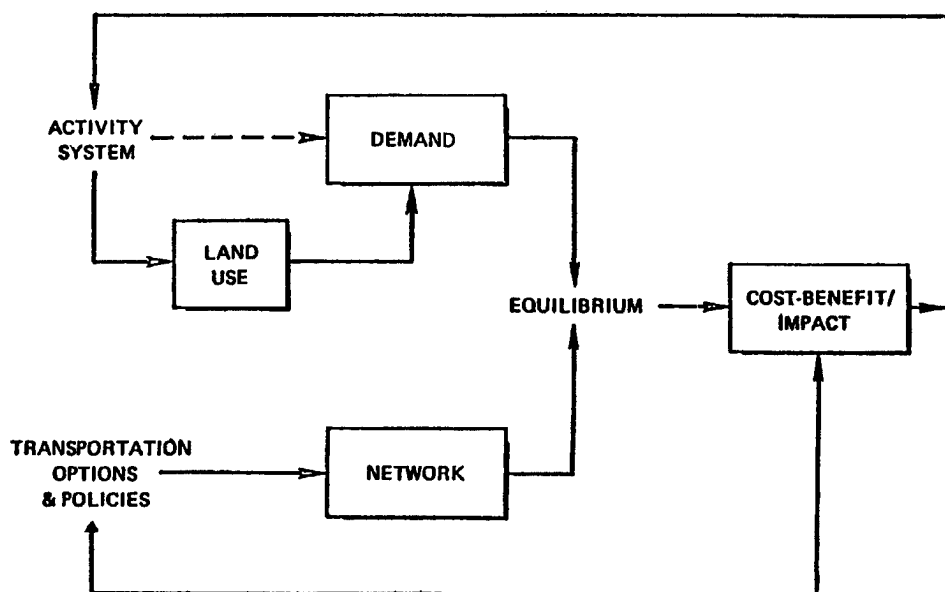 ACTIVITY
SYSTEM
DEMAND
LAND
USE
EQUILIBRIUM
COST-BENEFIT/
IMPACT
TRANSPORTATION
OPTIONS
& POLICIES
NETWORK